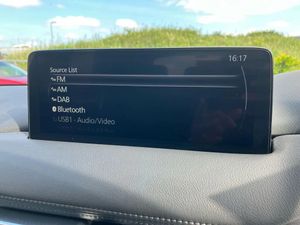 16:17
Source List
FM
AM
DAB
Bluetooth
USB1 - Audio/Video